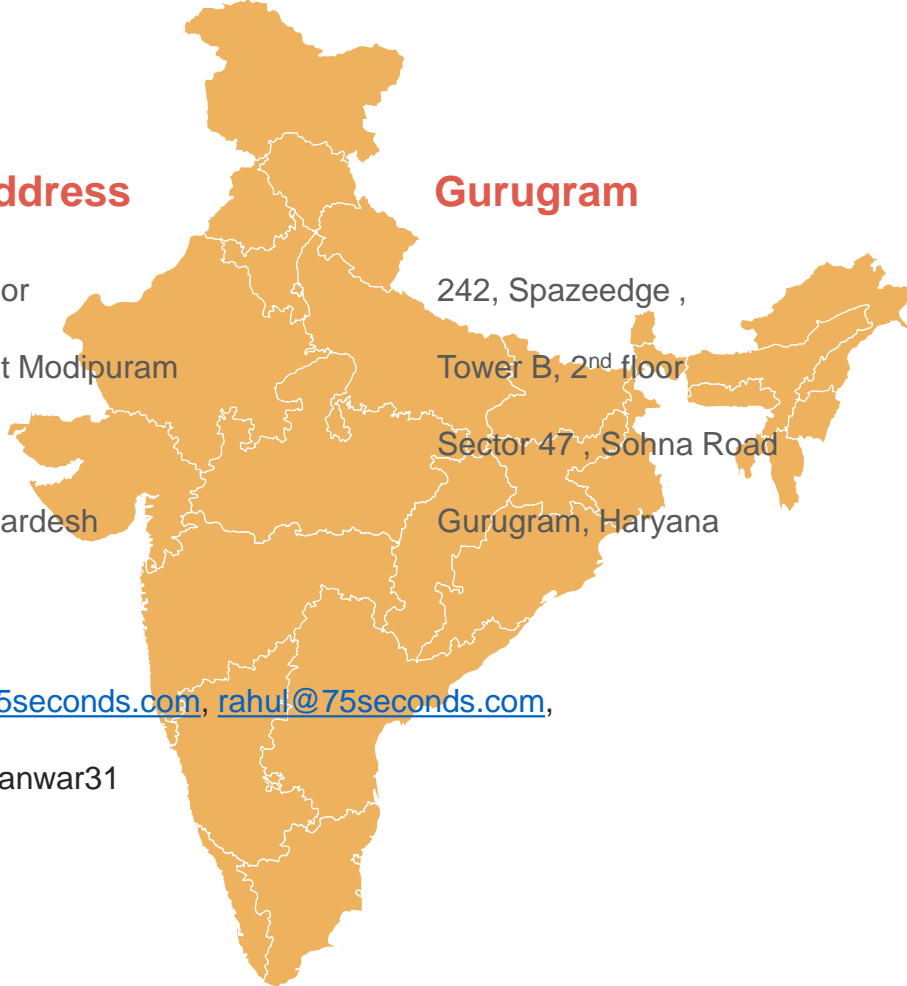 ddress
or
t Modipuram
ardesh
Gurugram
242, Spazeedge ,
Tower B, 2nd floor
Sector 47 , Sohna Road
Gurugram, Haryana
5seconds.com, rahul@75seconds.com,
anwar31